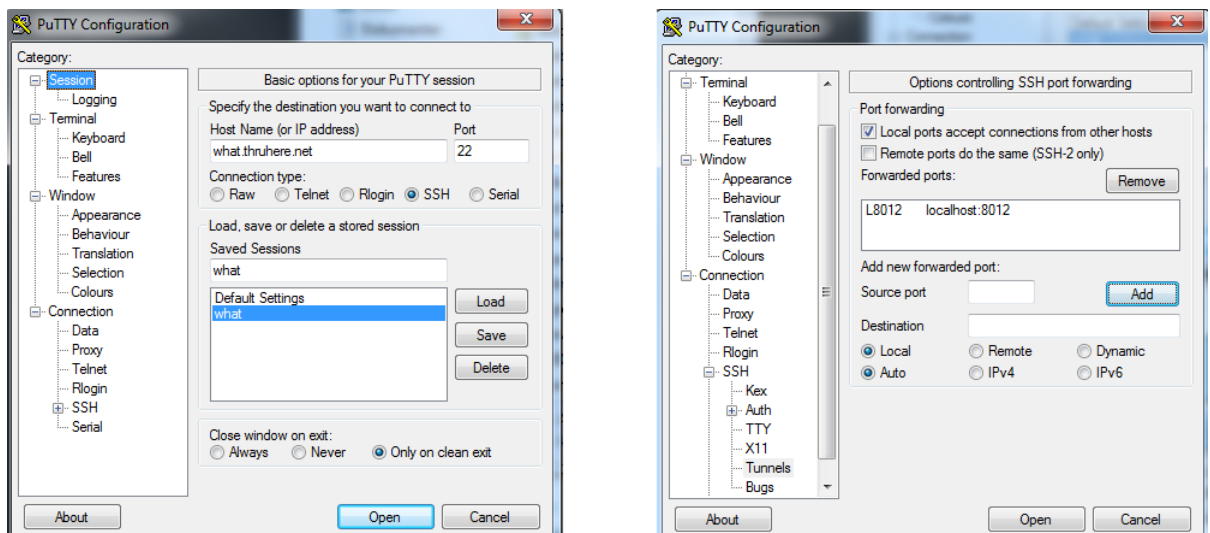 PuTTY Configuration
Category:
Session
Logging
Terminal
Keyboard
Bell
Features
Window
Appearance
Behaviour
Translation
Selection
Colours
Connection
Data
Proxy
Telnet
Rlogin
SSH
Serial
Basic options for your PuTTY session
Specify the destination you want to connect to
Host Name (or IP address) Port
what.thruhere.net 22
Connection type:
Raw Telnet Rlogin SSH Serial
Load, save or delete a stored session
Saved Sessions
what
Default Settings
what
Load
Save
Delete
Close window on exit:
Always Never Only on clean exit
About Open Cancel
PuTTY Configuration
Category:
Terminal
Keyboard
Bell
Features
Window
Appearance
Behaviour
Translation
Selection
Colours
Connection
Data
Proxy
Telnet
Rlogin
SSH
Kex
Auth
TTY
X11
Tunnels
Bugs
Options controlling SSH port forwarding
Port forwarding
Local ports accept connections from other hosts
Remote ports do the same (SSH-2 only)
Forwarded ports: Remove
L8012 localhost:8012
Add new forwarded port:
Source port Add
Destination
Local Remote Dynamic
Auto IPv4 IPv6
About Open Cancel